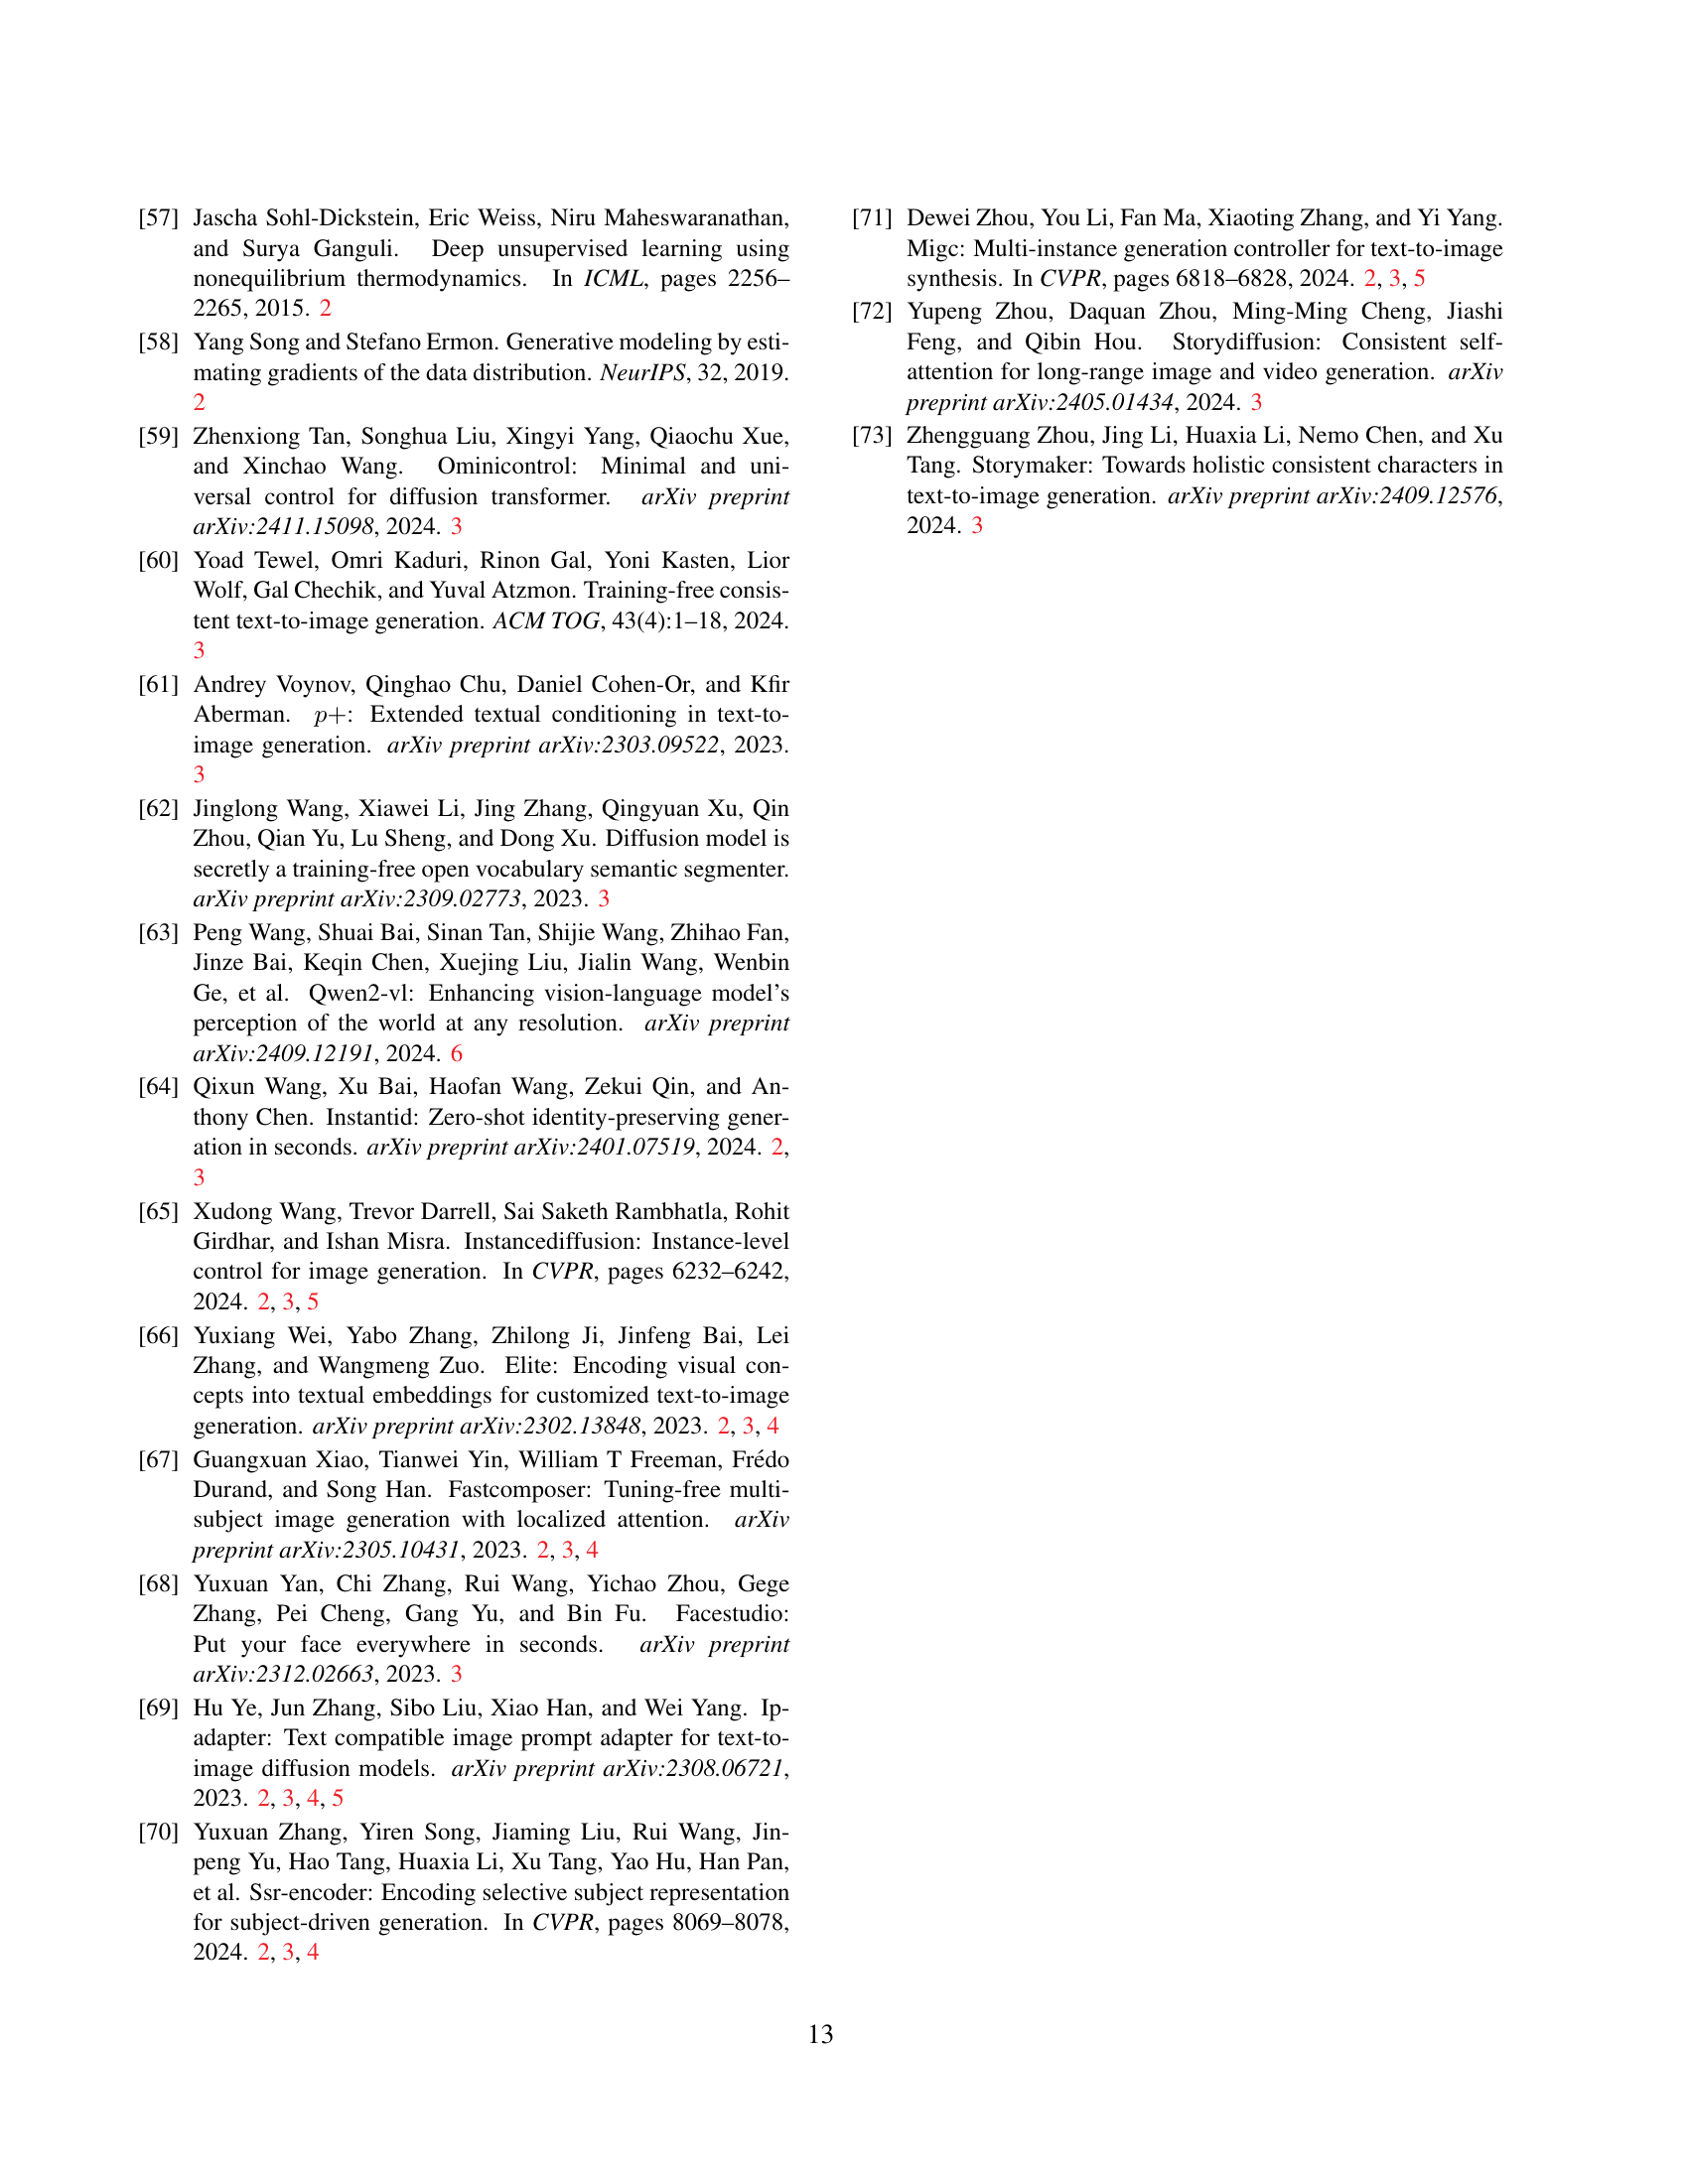 [57] Jascha Sohl-Dickstein, Eric Weiss, Niru Maheswaranathan,
and Surya Ganguli. Deep unsupervised learning using
nonequilibrium thermodynamics. In ICML, pages 2256–
2265, 2015. 2
[58] Yang Song and Stefano Ermon. Generative modeling by esti-
mating gradients of the data distribution. NeurIPS, 32, 2019.
2
[59] Zhenxiong Tan, Songhua Liu, Xingyi Yang, Qiaochu Xue,
and Xinchao Wang. Ominicontrol: Minimal and uni-
versal control for diffusion transformer. arXiv preprint
arXiv:2411.15098, 2024. 3
[60] Yoad Tewel, Omri Kaduri, Rinon Gal, Yoni Kasten, Lior
Wolf, Gal Chechik, and Yuval Atzmon. Training-free consis-
tent text-to-image generation. ACM TOG, 43(4):1–18, 2024.
3
[61] Andrey Voynov, Qinghao Chu, Daniel Cohen-Or, and Kfir
Aberman. p+: Extended textual conditioning in text-to-
image generation. arXiv preprint arXiv:2303.09522, 2023.
3
[62] Jinglong Wang, Xiawei Li, Jing Zhang, Qingyuan Xu, Qin
Zhou, Qian Yu, Lu Sheng, and Dong Xu. Diffusion model is
secretly a training-free open vocabulary semantic segmenter.
arXiv preprint arXiv:2309.02773, 2023. 3
[63] Peng Wang, Shuai Bai, Sinan Tan, Shijie Wang, Zhihao Fan,
Jinze Bai, Keqin Chen, Xuejing Liu, Jialin Wang, Wenbin
Ge, et al. Qwen2-vl: Enhancing vision-language model's
perception of the world at any resolution. arXiv preprint
arXiv:2409.12191, 2024. 6
[64] Qixun Wang, Xu Bai, Haofan Wang, Zekui Qin, and An-
thony Chen. Instantid: Zero-shot identity-preserving gener-
ation in seconds. arXiv preprint arXiv:2401.07519, 2024. 2,
3
[65] Xudong Wang, Trevor Darrell, Sai Saketh Rambhatla, Rohit
Girdhar, and Ishan Misra. Instancediffusion: Instance-level
control for image generation. In CVPR, pages 6232–6242,
2024. 2, 3, 5
[66] Yuxiang Wei, Yabo Zhang, Zhilong Ji, Jinfeng Bai, Lei
Zhang, and Wangmeng Zuo. Elite: Encoding visual con-
cepts into textual embeddings for customized text-to-image
generation. arXiv preprint arXiv:2302.13848, 2023. 2, 3, 4
[67] Guangxuan Xiao, Tianwei Yin, William T Freeman, Frédo
Durand, and Song Han. Fastcomposer: Tuning-free multi-
subject image generation with localized attention. arXiv
preprint arXiv:2305.10431, 2023. 2, 3, 4
[68] Yuxuan Yan, Chi Zhang, Rui Wang, Yichao Zhou, Gege
Zhang, Pei Cheng, Gang Yu, and Bin Fu. Facestudio:
Put your face everywhere in seconds. arXiv preprint
arXiv:2312.02663, 2023. 3
[69] Hu Ye, Jun Zhang, Sibo Liu, Xiao Han, and Wei Yang. Ip-
adapter: Text compatible image prompt adapter for text-to-
image diffusion models. arXiv preprint arXiv:2308.06721,
2023. 2, 3, 4, 5
[70] Yuxuan Zhang, Yiren Song, Jiaming Liu, Rui Wang, Jin-
peng Yu, Hao Tang, Huaxia Li, Xu Tang, Yao Hu, Han Pan,
et al. Ssr-encoder: Encoding selective subject representation
for subject-driven generation. In CVPR, pages 8069–8078,
2024. 2, 3, 4
[71] Dewei Zhou, You Li, Fan Ma, Xiaoting Zhang, and Yi Yang.
Migc: Multi-instance generation controller for text-to-image
synthesis. In CVPR, pages 6818–6828, 2024. 2, 3, 5
[72] Yupeng Zhou, Daquan Zhou, Ming-Ming Cheng, Jiashi
Feng, and Qibin Hou. Storydiffusion: Consistent self-
attention for long-range image and video generation. arXiv
preprint arXiv:2405.01434, 2024. 3
[73] Zhengguang Zhou, Jing Li, Huaxia Li, Nemo Chen, and Xu
Tang. Storymaker: Towards holistic consistent characters in
text-to-image generation. arXiv preprint arXiv:2409.12576,
2024. 3
13